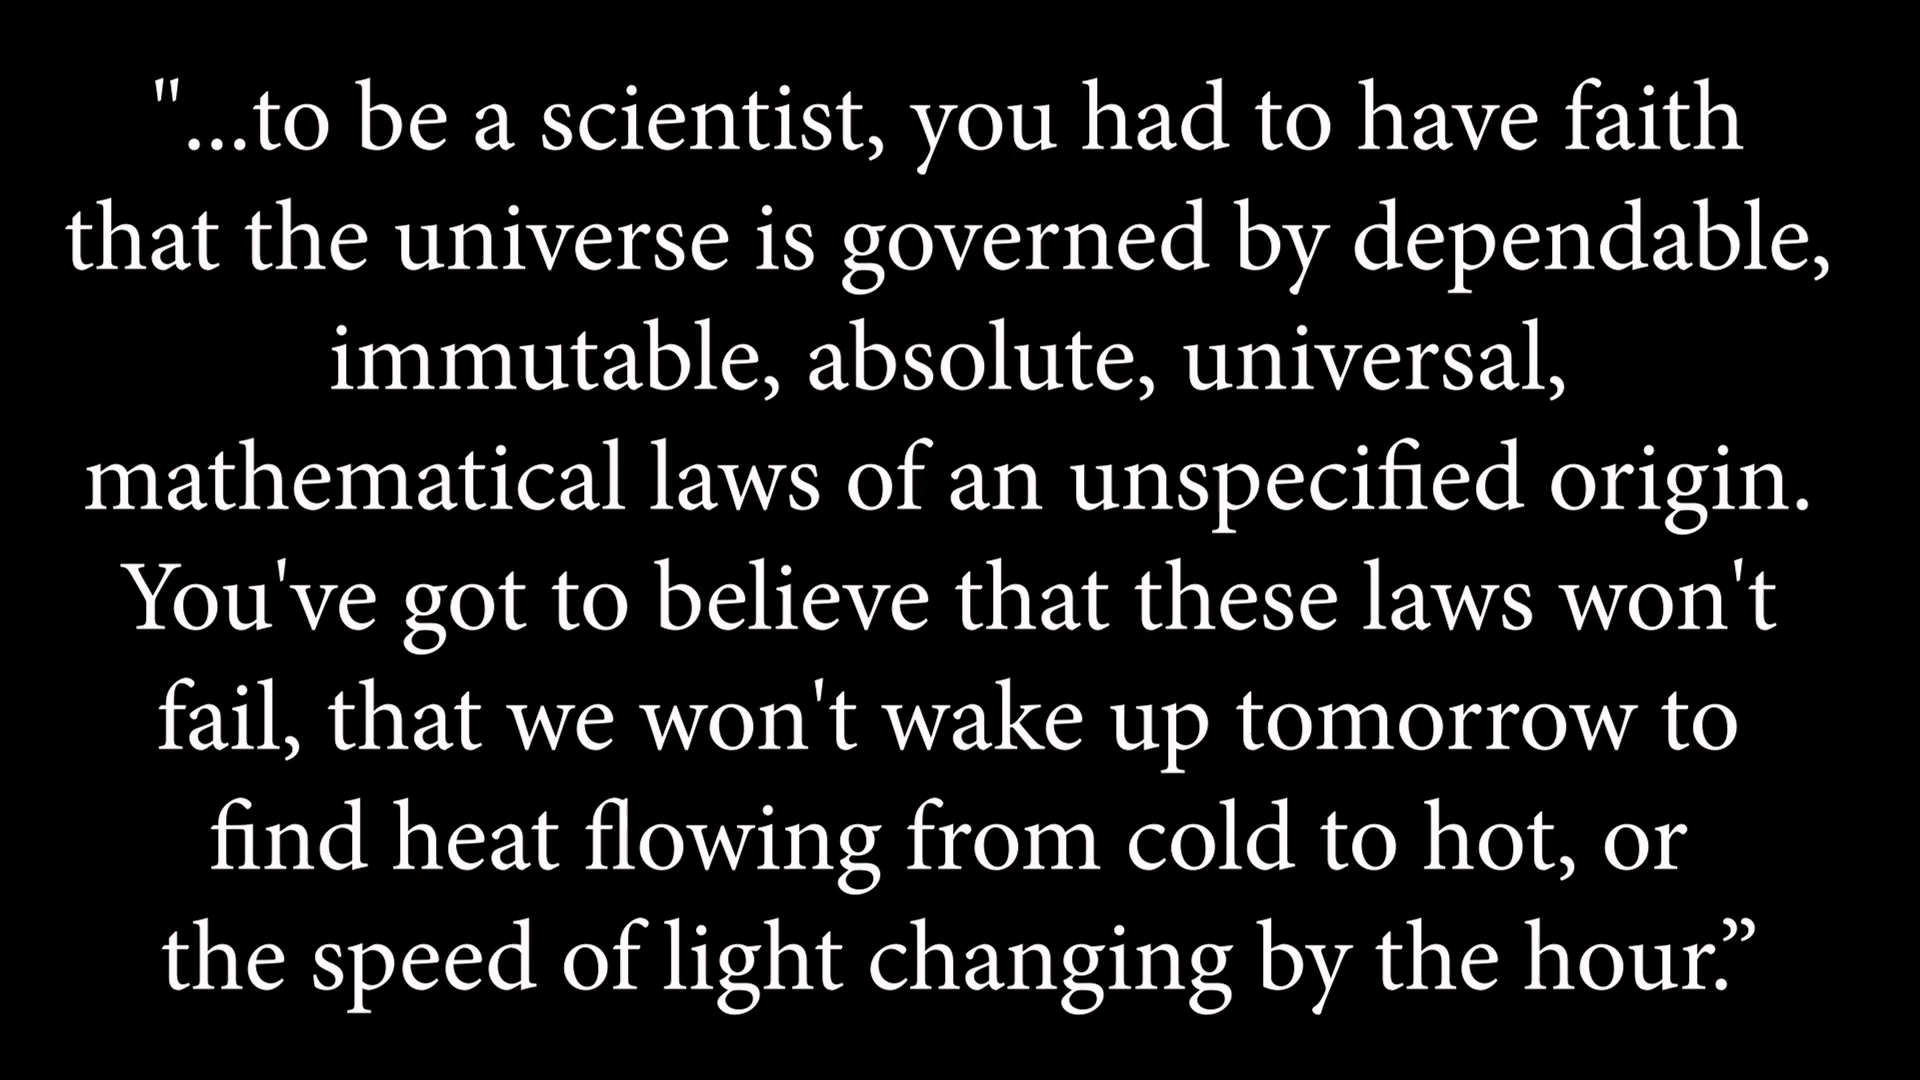 "...to be a scientist, you had to have faith
that the universe is governed by dependable,
immutable, absolute, universal,
mathematical laws of an unspecified origin.
You've got to believe that these laws won't
fail, that we won't wake up tomorrow to
find heat flowing from cold to hot, or
the speed of light changing by the hour.”